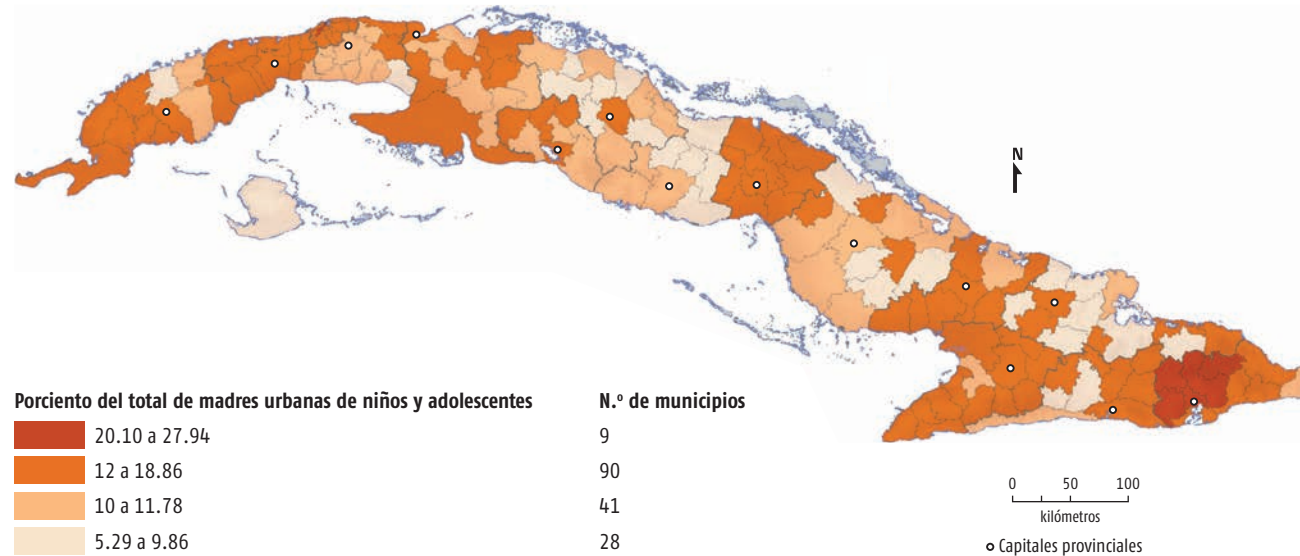 N
Porciento del total de madres urbanas de niños y adolescentes N.º de municipios
20.10 a 27.94 9
12 a 18.86 90
10 a 11.78 41
5.29 a 9.86 28
0 50 100
kilómetros
Capitales provinciales